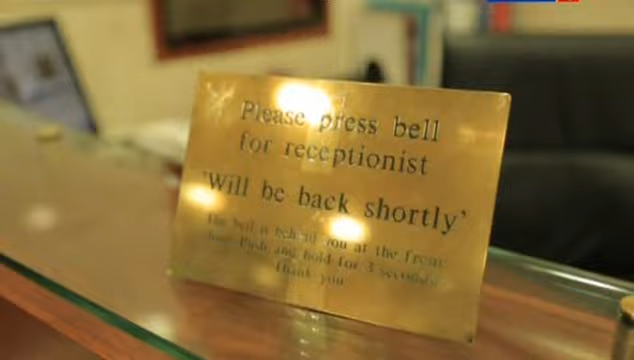 Please press bell
for receptionist
'Will be back shortly'
The bell is behind you at the front
door. Push and hold for 3 seconds.
Thank you